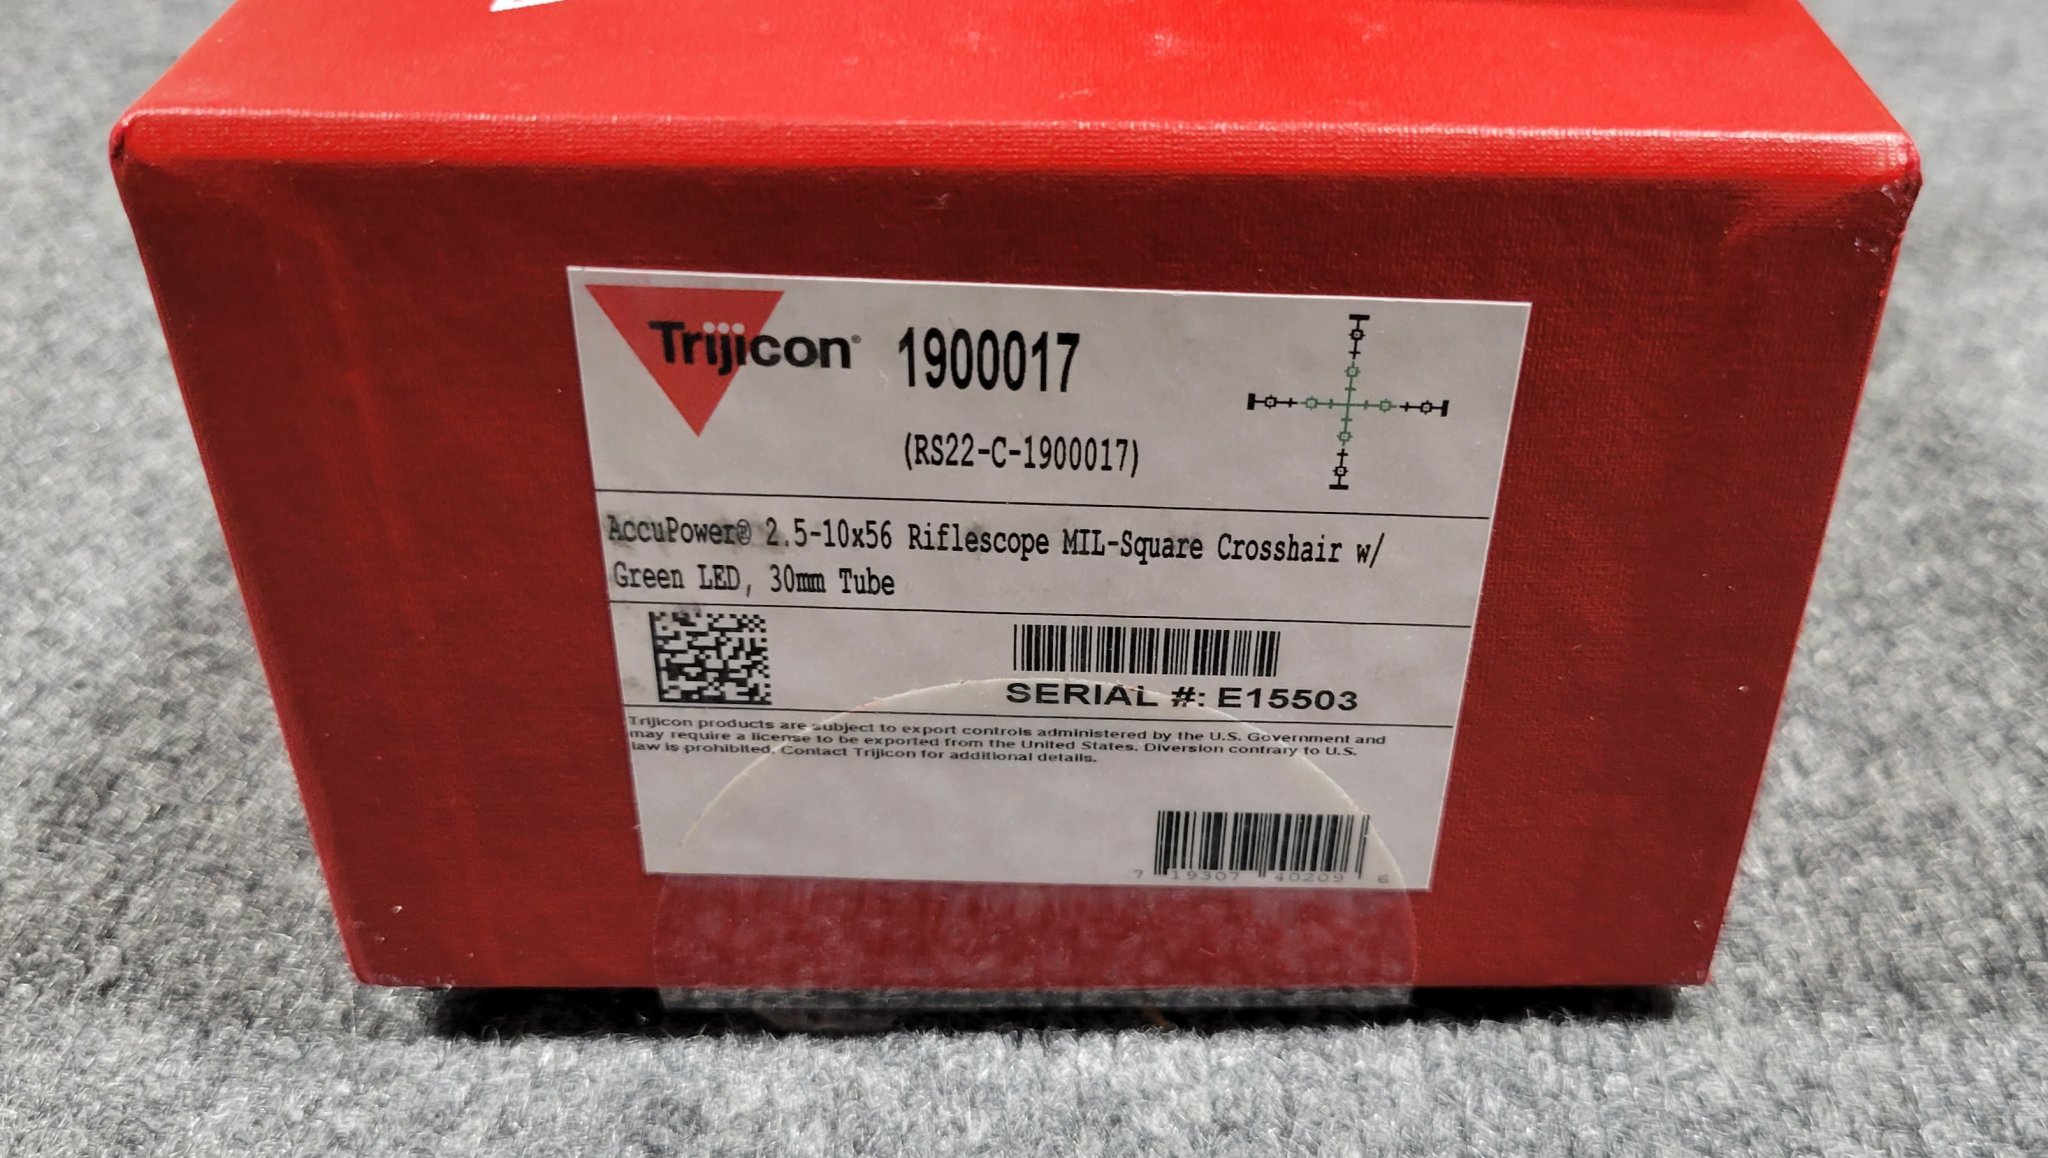 Trijicon®
1900017
(RS22-C-1900017)
AccuPower® 2.5-10x56 Riflescope MIL-Square Crosshair w/
Green LED, 30mm Tube
SERIAL #: E15503
Trijicon products are subject to export controls administered by the U.S. Government and
may require a license to be exported from the United States. Diversion contrary to U.S.
law is prohibited. Contact Trijicon for additional details.
7 19307 40209 6